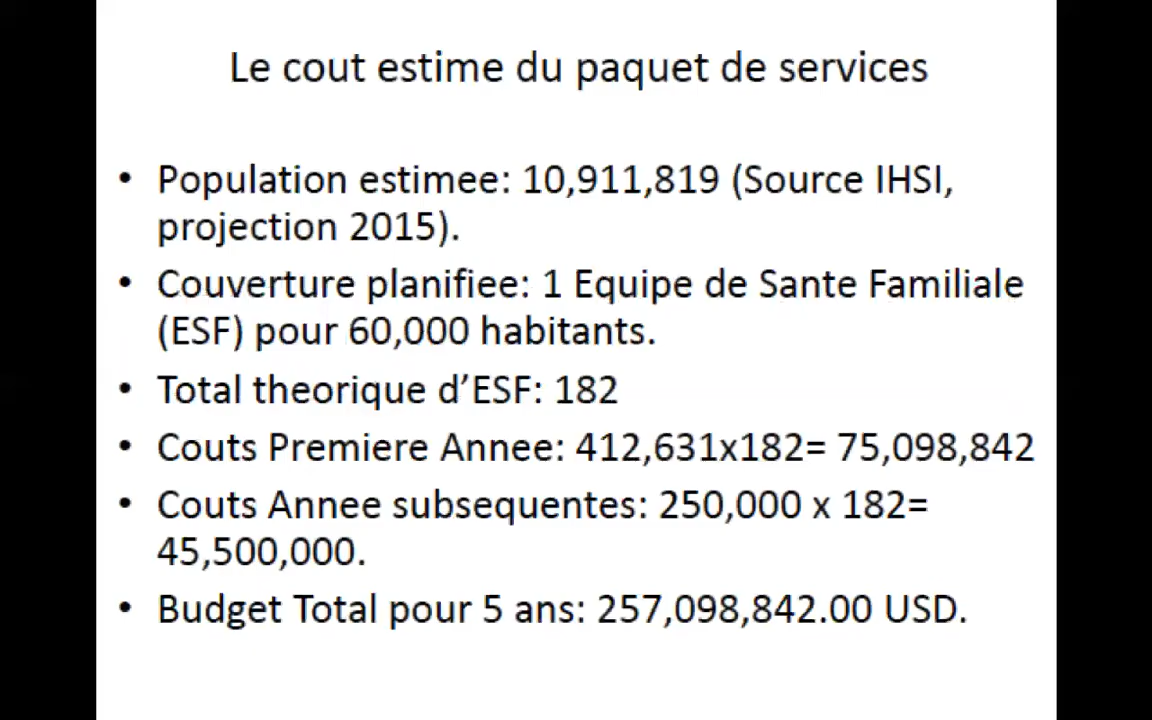 Le cout estime du paquet de services
• Population estimee: 10,911,819 (Source IHSI,
projection 2015).
• Couverture planifiee: 1 Equipe de Sante Familiale
(ESF) pour 60,000 habitants.
• Total theorique d’ESF: 182
• Couts Premiere Annee: 412,631x182= 75,098,842
• Couts Annee subsequentes: 250,000 x 182=
45,500,000.
• Budget Total pour 5 ans: 257,098,842.00 USD.